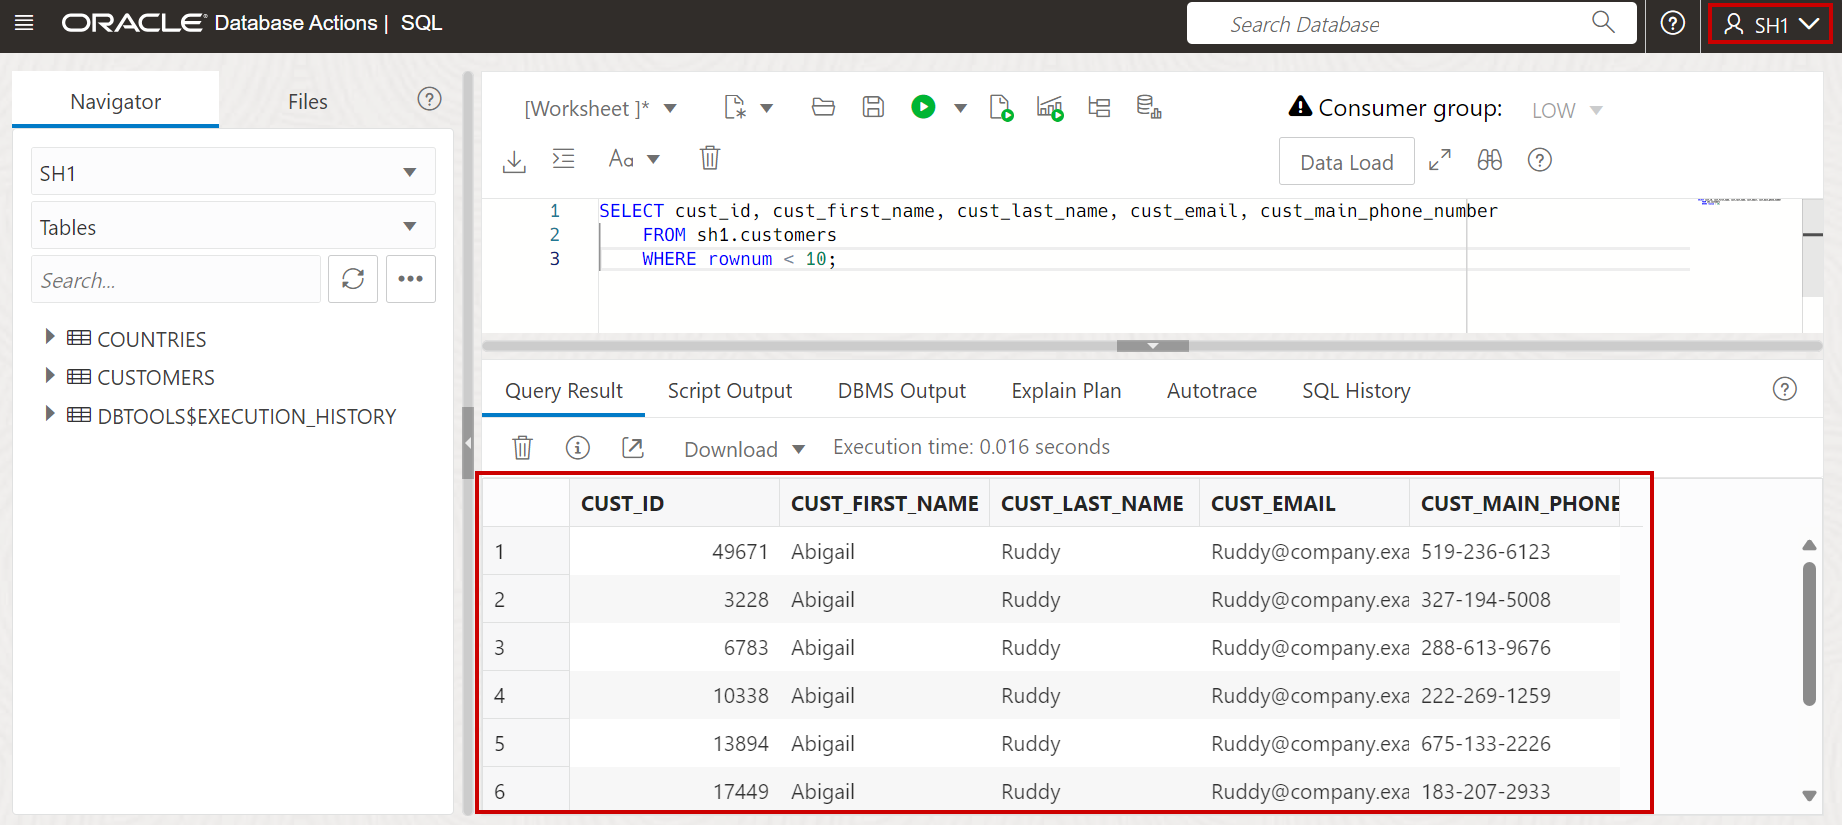 ORACLE Database Actions | SQL
Search Database
SH1
Navigator
Files
SH1
Tables
Search...
COUNTRIES
CUSTOMERS
DBTOOLS$EXECUTION_HISTORY
[Worksheet ]*
Consumer group: LOW
Aa
Data Load
1 SELECT cust_id, cust_first_name, cust_last_name, cust_email, cust_main_phone_number
2 FROM sh1.customers
3 WHERE rownum < 10;
Query Result Script Output DBMS Output Explain Plan Autotrace SQL History
Download Execution time: 0.016 seconds
CUST_ID CUST_FIRST_NAME CUST_LAST_NAME CUST_EMAIL CUST_MAIN_PHONE
1 49671 Abigail Ruddy Ruddy@company.exa 519-236-6123
2 3228 Abigail Ruddy Ruddy@company.exa 327-194-5008
3 6783 Abigail Ruddy Ruddy@company.exa 288-613-9676
4 10338 Abigail Ruddy Ruddy@company.exa 222-269-1259
5 13894 Abigail Ruddy Ruddy@company.exa 675-133-2226
6 17449 Abigail Ruddy Ruddy@company.exa 183-207-2933